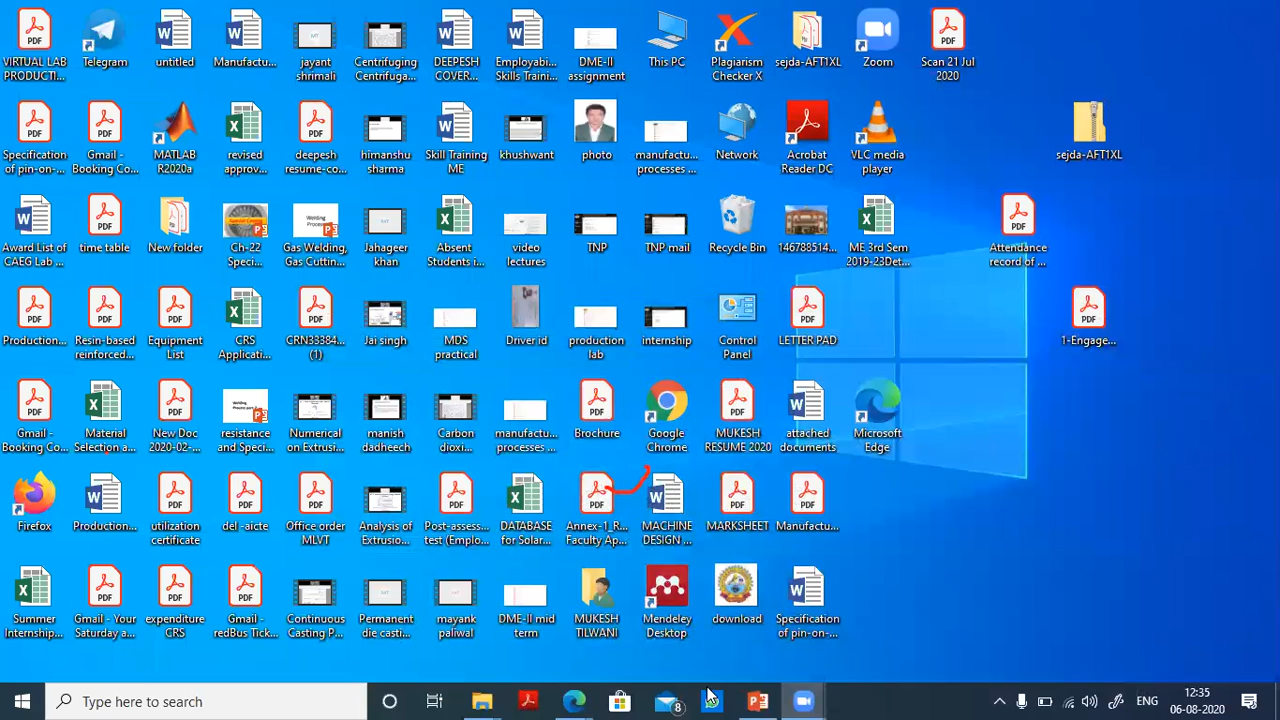 VIRTUAL LAB PRODUCTI...
Telegram
untitled
Manufactu...
jayant shrimali
Centrifuging Centrifuga...
DEEPESH COVER...
Employabi... Skills Traini...
DME-II assignment
This PC
Plagiarism Checker X
sejda-AFT1XL
Zoom
Scan 21 Jul 2020
Specification of pin-on-...
Gmail - Booking Co...
MATLAB R2020a
revised approv...
deepesh resume-co...
himanshu sharma
Skill Training ME
khushwant
photo
manufactu... processes ...
Network
Acrobat Reader DC
VLC media player
sejda-AFT1XL
Award List of CAEG Lab ...
time table
New folder
Ch-22 Speci...
Gas Welding, Gas Cuttin...
Jahageer khan
Absent Students i...
video lectures
TNP
TNP mail
Recycle Bin
146788514...
ME 3rd Sem 2019-23Det...
Attendance record of ...
Production...
Resin-based reinforced...
Equipment List
CRS Applicati...
CRN33384... (1)
Jai singh
MDS practical
Driver id
production lab
internship
Control Panel
LETTER PAD
1-Engage...
Gmail - Booking Co...
Material Selection a...
New Doc 2020-02-...
resistance and Speci...
Numerical on Extrusi...
manish dadheech
Carbon dioxi...
manufactu... processes ...
Brochure
Google Chrome
MUKESH RESUME 2020
attached documents
Microsoft Edge
Firefox
Production...
utilization certificate
del -aicte
Office order MLVT
Analysis of Extrusio...
Post-assess... test (Emplo...
DATABASE for Solar...
Annex-1_R... Faculty Ap...
MACHINE DESIGN ...
MARKSHEET
Manufactu...
Summer Internship...
Gmail - Your Saturday a...
expenditure CRS
Gmail - redBus Tick...
Continuous Casting P...
Permanent die casti...
mayank paliwal
DME-II mid term
MUKESH TILWANI
Mendeley Desktop
download
Specification of pin-on-...
Type here to search
8
ENG
12:35
06-08-2020